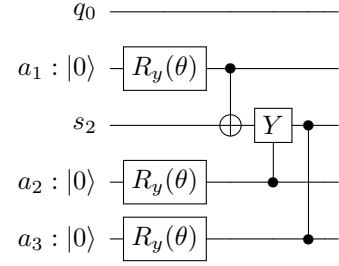 q₀
a₁ : |0⟩ R_y(θ)
s₂ Y
a₂ : |0⟩ R_y(θ)
a₃ : |0⟩ R_y(θ)